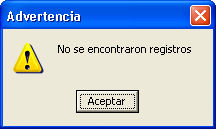 Advertencia
No se encontraron registros
Aceptar